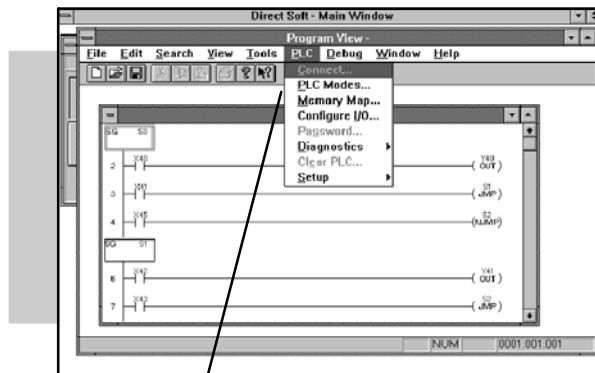 Direct Soft - Main Window
Program View -
File Edit Search View Tools PLC Debug Window Help
Connect...
PLC Modes...
Memory Map...
Configure I/O...
Password...
Diagnostics
Clear PLC...
Setup
SG S0
2 X40 Y40 OUT
3 X41 S1 JMP
4 X45 S2 NJMP
SG S1
6 X42 Y41 OUT
7 X43 S2 JMP
NUM 0001:001:001